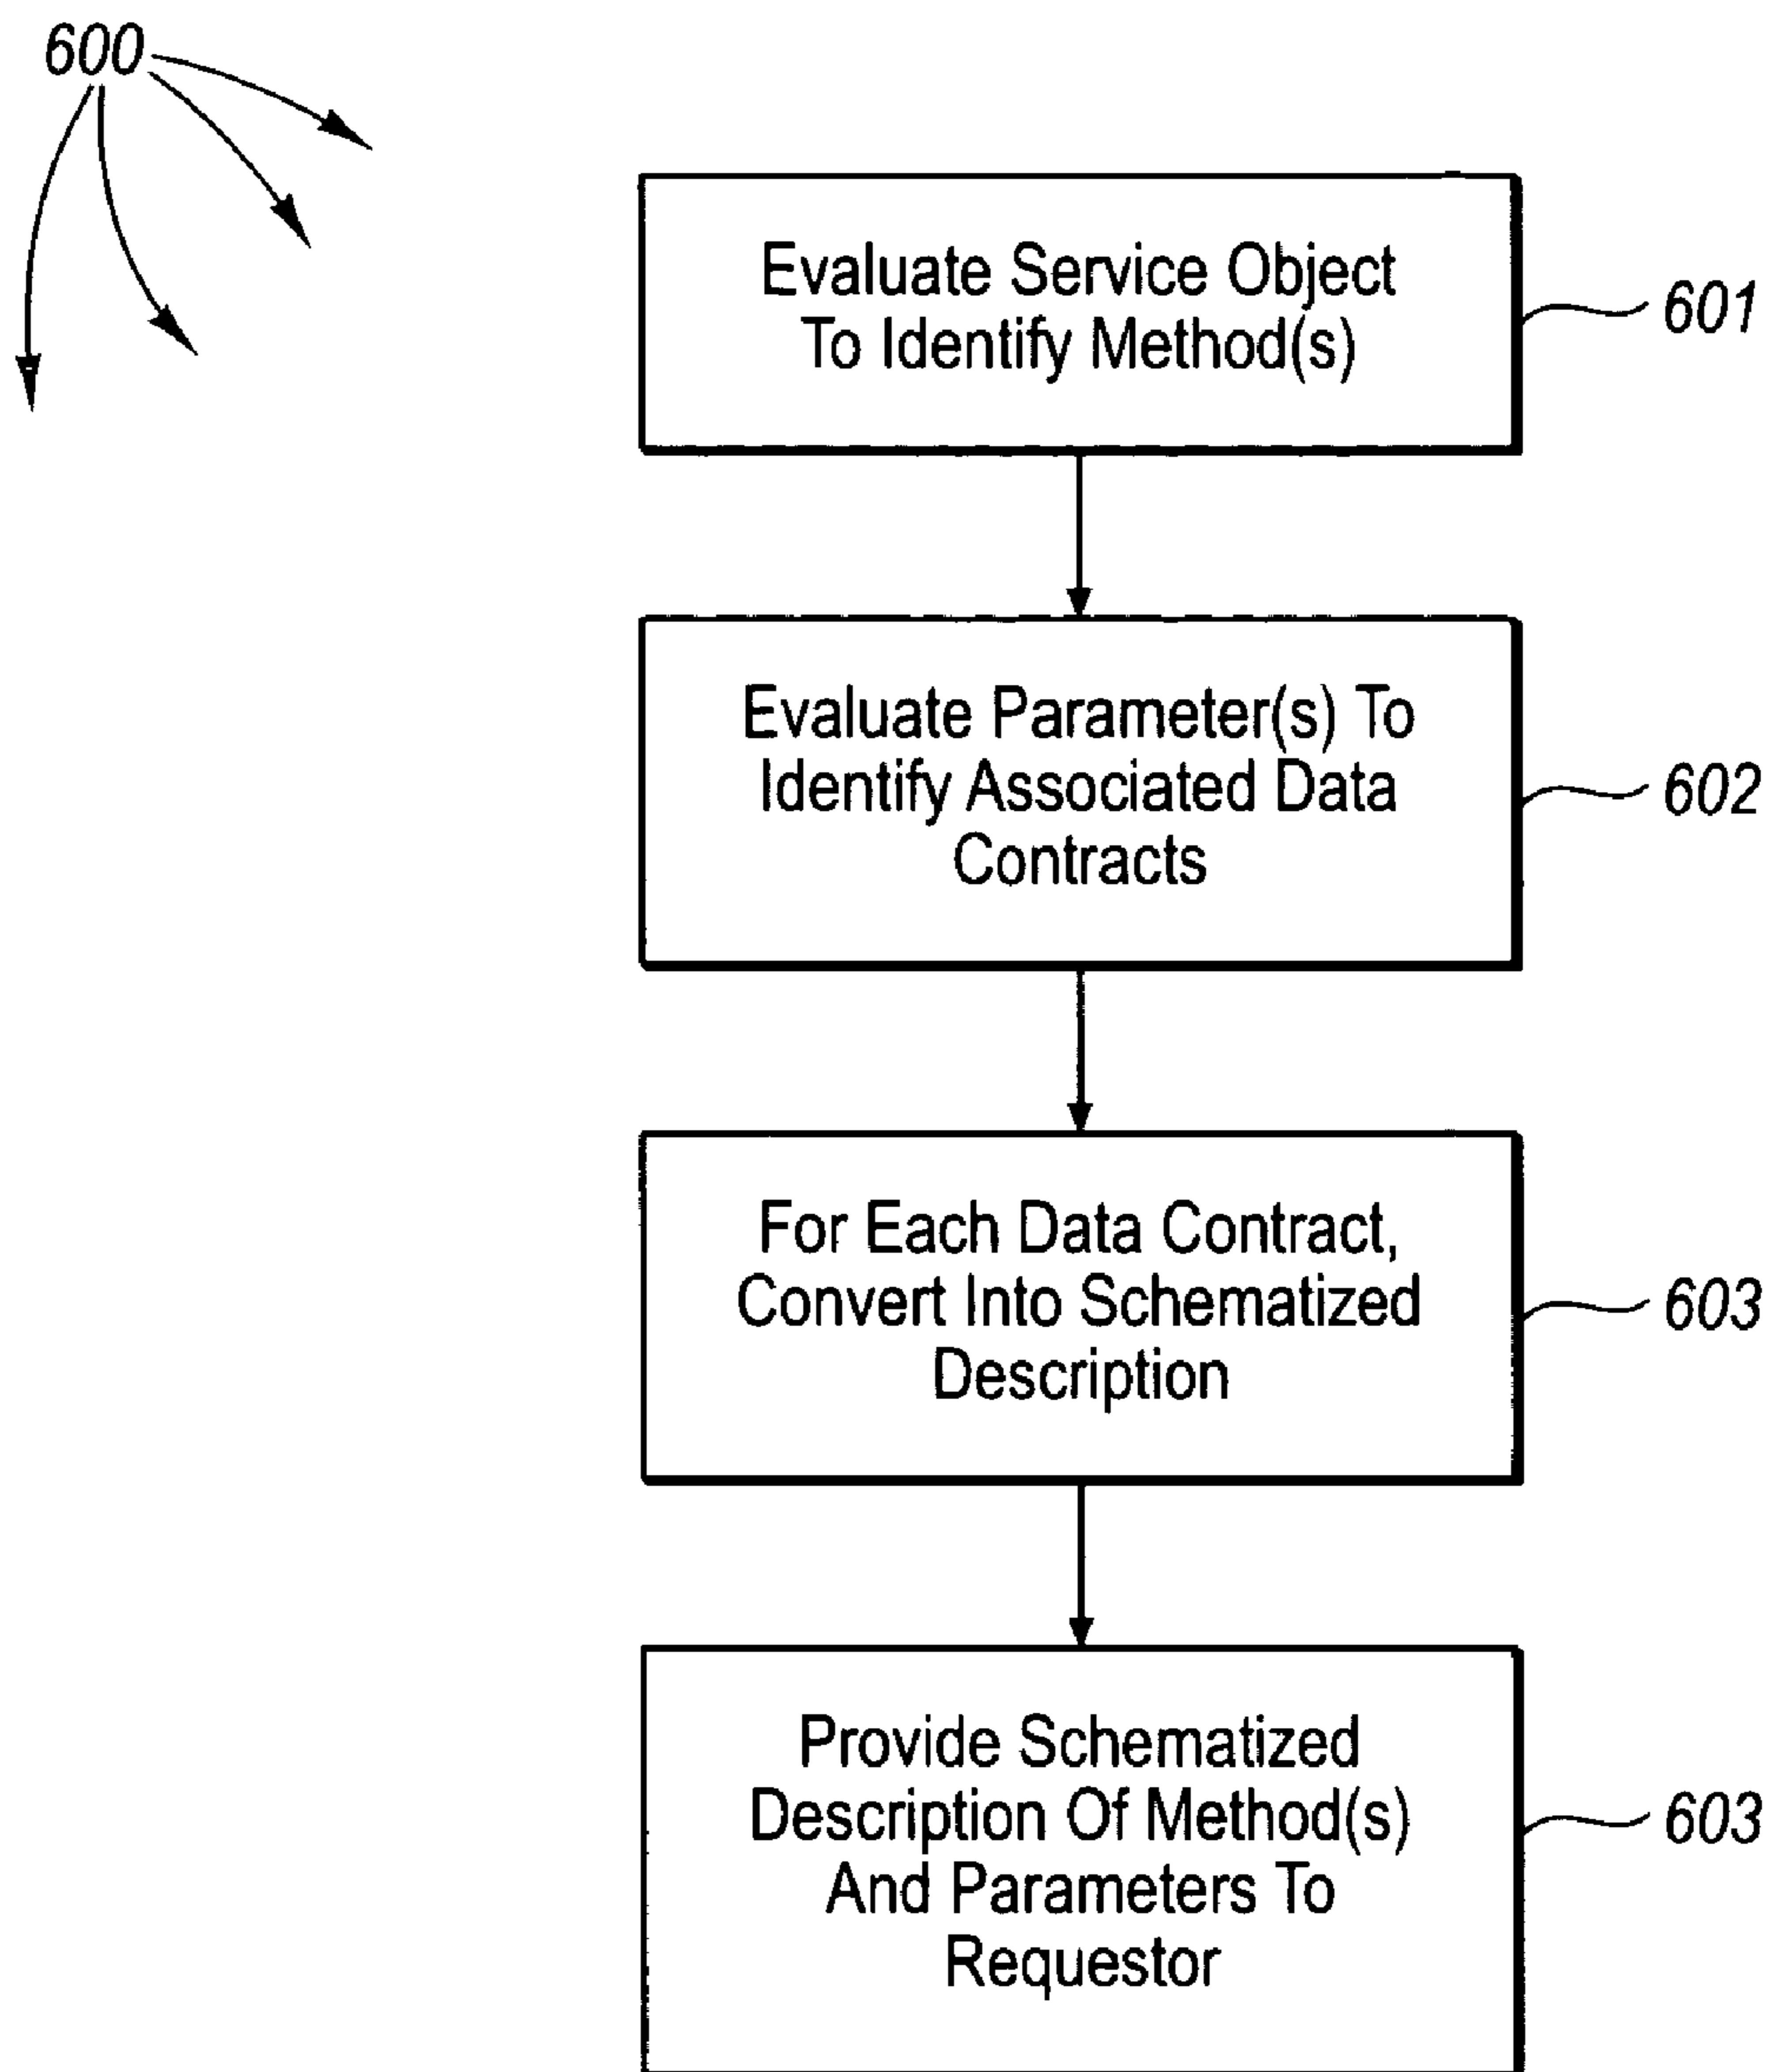 600
Evaluate Service Object
To Identify Method(s)
601
Evaluate Parameter(s) To
Identify Associated Data
Contracts
602
For Each Data Contract,
Convert Into Schematized
Description
603
Provide Schematized
Description Of Method(s)
And Parameters To
Requestor
603